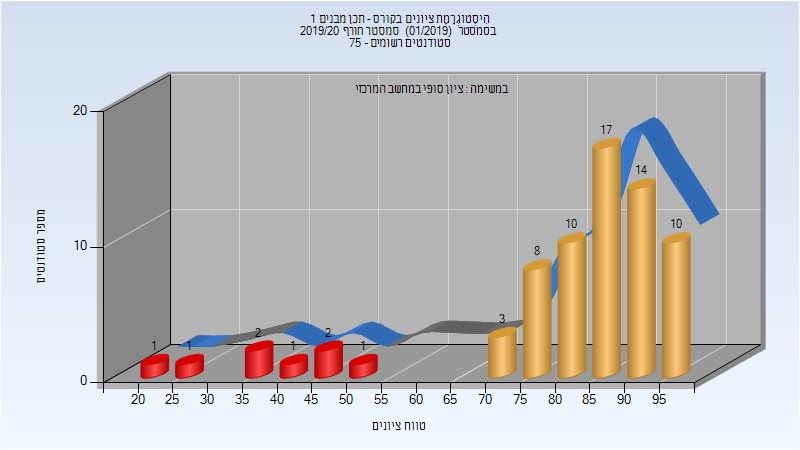 היסטוגרמת ציונים בקורס - תכן מבנים 1
בסמסטר (01/2019) סמסטר חורף 2019/20
סטודנטים רשומים - 75
במשימה : ציון סופי במחשב המרכזי
מספר סטודנטים
20
10
0
1
1
2
1
2
1
3
8
10
17
14
10
20 25 30 35 40 45 50 55 60 65 70 75 80 85 90 95
טווח ציונים